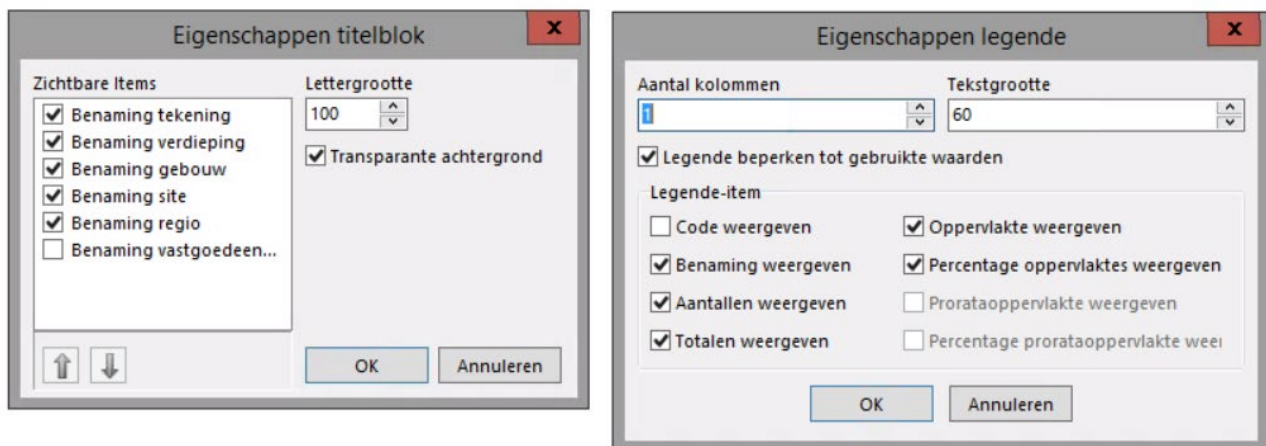 Eigenschappen titelblok
Zichtbare Items
Lettergrootte
Benaming tekening
100
Benaming verdieping
Transparante achtergrond
Benaming gebouw
Benaming site
Benaming regio
Benaming vastgoedeen...
OK
Annuleren
Eigenschappen legende
Aantal kolommen
Tekstgrootte
1
60
Legende beperken tot gebruikte waarden
Legende-item
Code weergeven
Oppervlakte weergeven
Benaming weergeven
Percentage oppervlaktes weergeven
Aantallen weergeven
Prorataoppervlakte weergeven
Totalen weergeven
Percentage prorataoppervlakte weer
OK
Annuleren